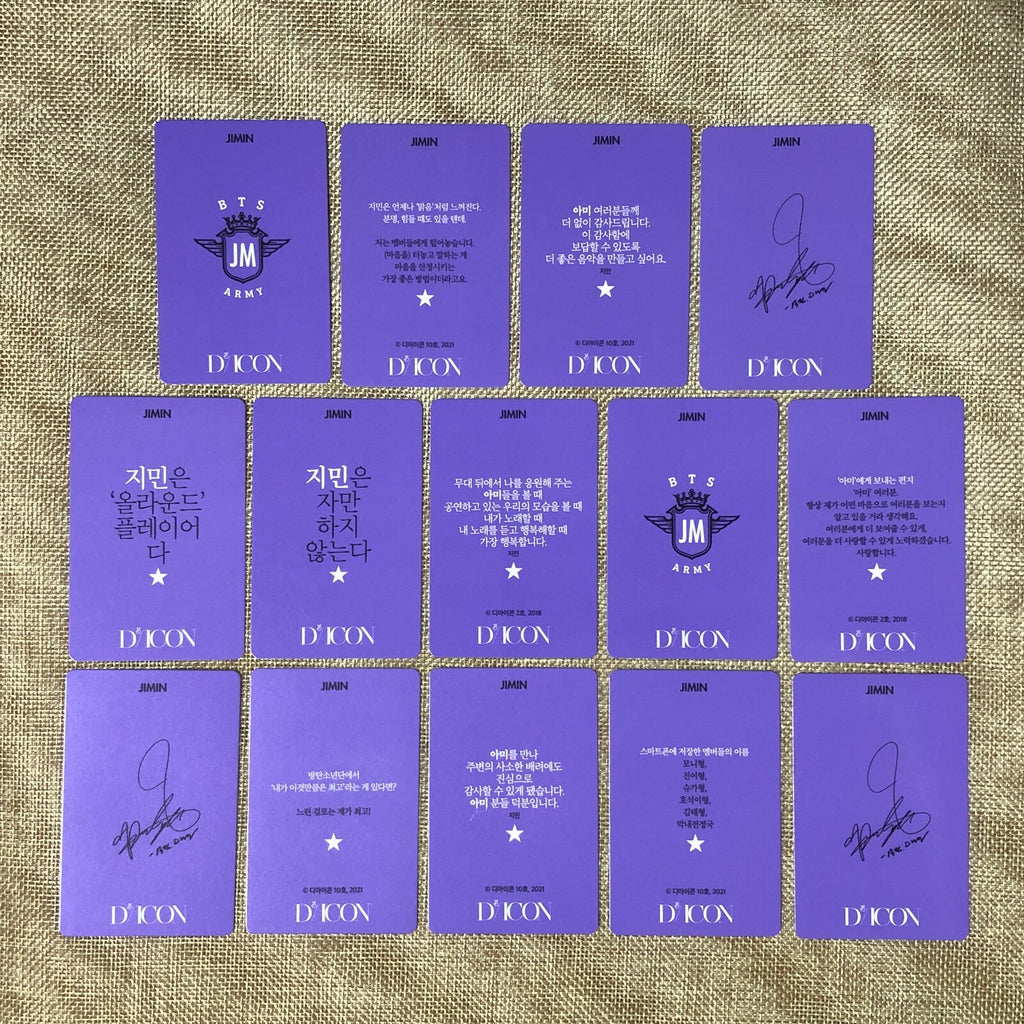 JIMIN
BTS
JM
ARMY
D'ICON
JIMIN
지민은 언제나 '맑음'처럼 느껴진다.
분명, 힘들 때도 있을 텐데.
저는 멤버들에게 털어놓습니다.
(마음을) 터놓고 말하는 게
마음을 안정시키는
가장 좋은 방법이더라고요.
© 디아이콘 10호, 2021
D'ICON
JIMIN
아미 여러분들께
더 없이 감사드립니다.
이 감사함에
보답할 수 있도록
더 좋은 음악을 만들고 싶어요.
지민
© 디아이콘 10호, 2021
D'ICON
JIMIN
D'ICON
JIMIN
지민은
'올라운드'
플레이어
다
D'ICON
JIMIN
지민은
자만
하지
않는다
D'ICON
JIMIN
무대 뒤에서 나를 응원해 주는
아미들을 볼 때
공연하고 있는 우리의 모습을 볼 때
내가 노래할 때
내 노래를 듣고 행복해할 때
가장 행복합니다.
지민
© 디아이콘 2호, 2018
D'ICON
JIMIN
BTS
JM
ARMY
D'ICON
JIMIN
'아미'에게 보내는 편지
'아미' 여러분.
항상 제가 어떤 마음으로 여러분을 보는지
알고 있을 거라 생각해요.
여러분에게 더 보여줄 수 있게,
여러분을 더 사랑할 수 있게 노력하겠습니다.
사랑합니다.
© 디아이콘 2호, 2018
D'ICON
JIMIN
D'ICON
JIMIN
방탄소년단에서
'내가 이것만큼은 최고'라는 게 있다면?
느린 걸로는 제가 최고!
© 디아이콘 10호, 2021
D'ICON
JIMIN
아미를 만나
주변의 사소한 배려에도
진심으로
감사할 수 있게 됐습니다.
아미 분들 덕분입니다.
지민
© 디아이콘 10호, 2021
D'ICON
JIMIN
스마트폰에 저장한 멤버들의 이름
모니형,
진이형,
슈가형,
호석이형,
김태형,
막내전정국
© 디아이콘 10호, 2021
D'ICON
JIMIN
D'ICON